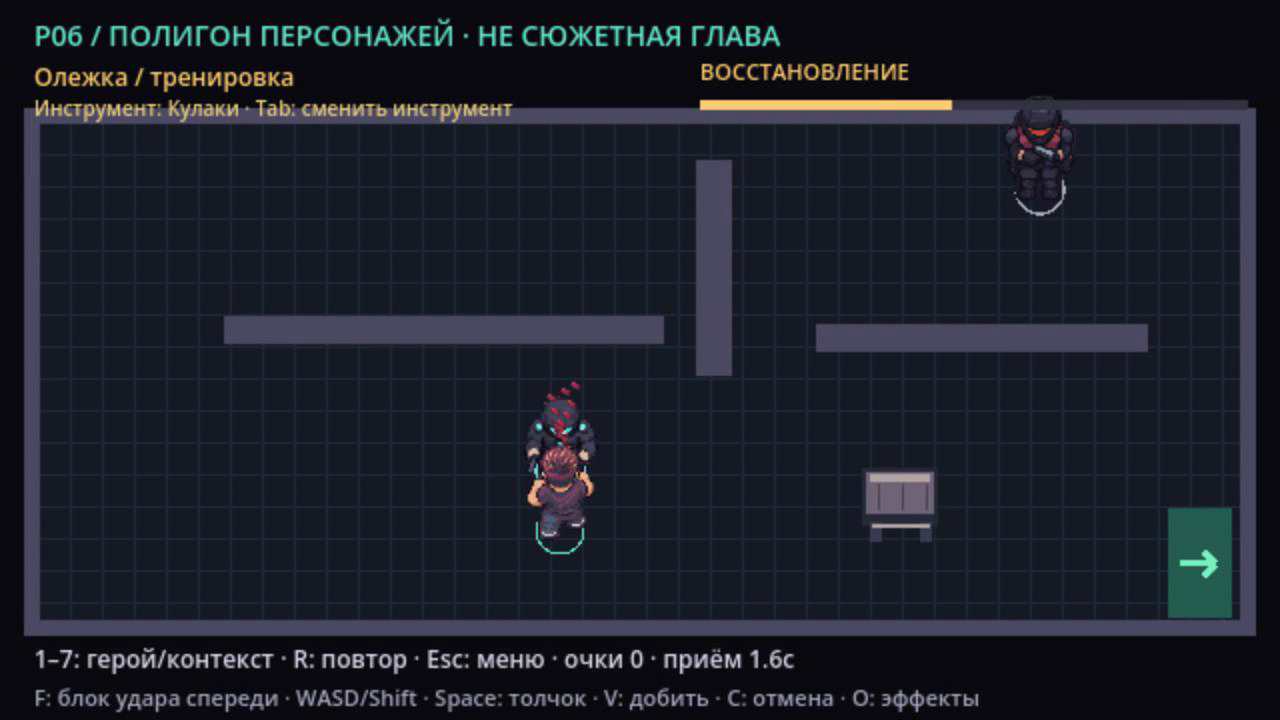 P06 / ПОЛИГОН ПЕРСОНАЖЕЙ · НЕ СЮЖЕТНАЯ ГЛАВА
Олежка / тренировка
ВОССТАНОВЛЕНИЕ
Инструмент: Кулаки · Tab: сменить инструмент
1–7: герой/контекст · R: повтор · Esc: меню · очки 0 · приём 1.6с
F: блок удара спереди · WASD/Shift · Space: толчок · V: добить · C: отмена · O: эффекты